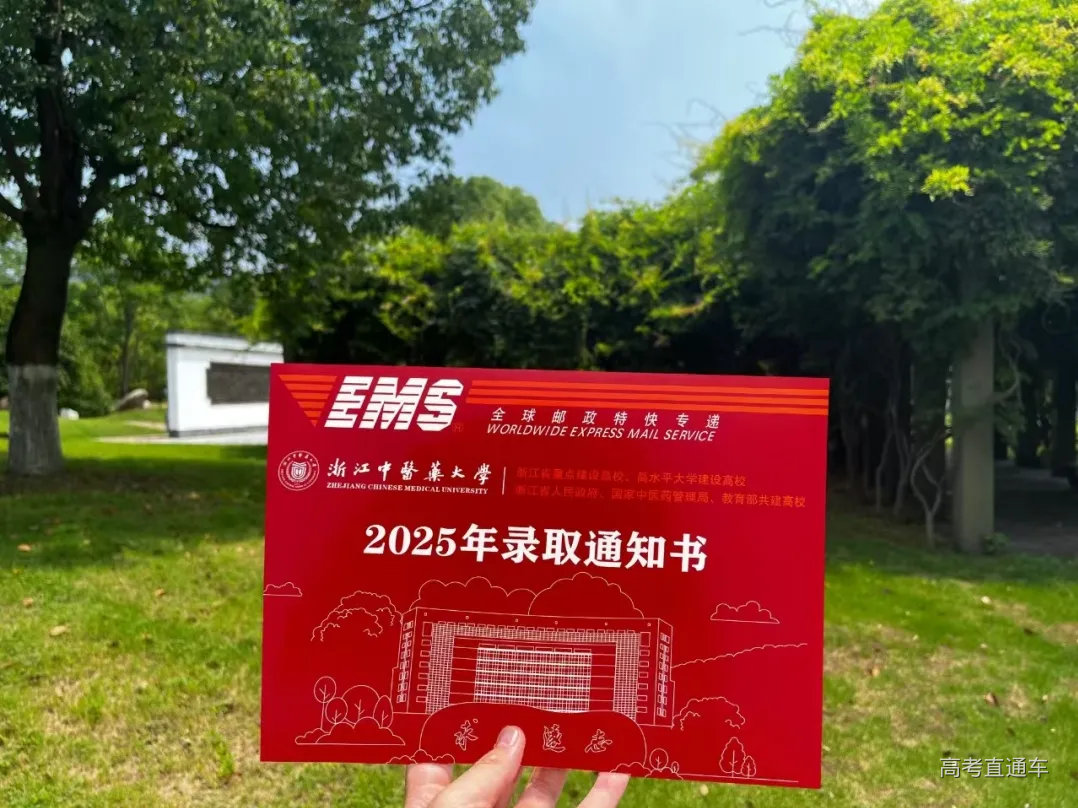 EMS
全球邮政特快专递
WORLDWIDE EXPRESS MAIL SERVICE
浙江中醫藥大學
ZHEJIANG CHINESE MEDICAL UNIVERSITY
浙江省重点建设高校、高水平大学建设高校
浙江省人民政府、国家中医药管理局、教育部共建高校
2025年录取通知书
求 远志
高考直通车